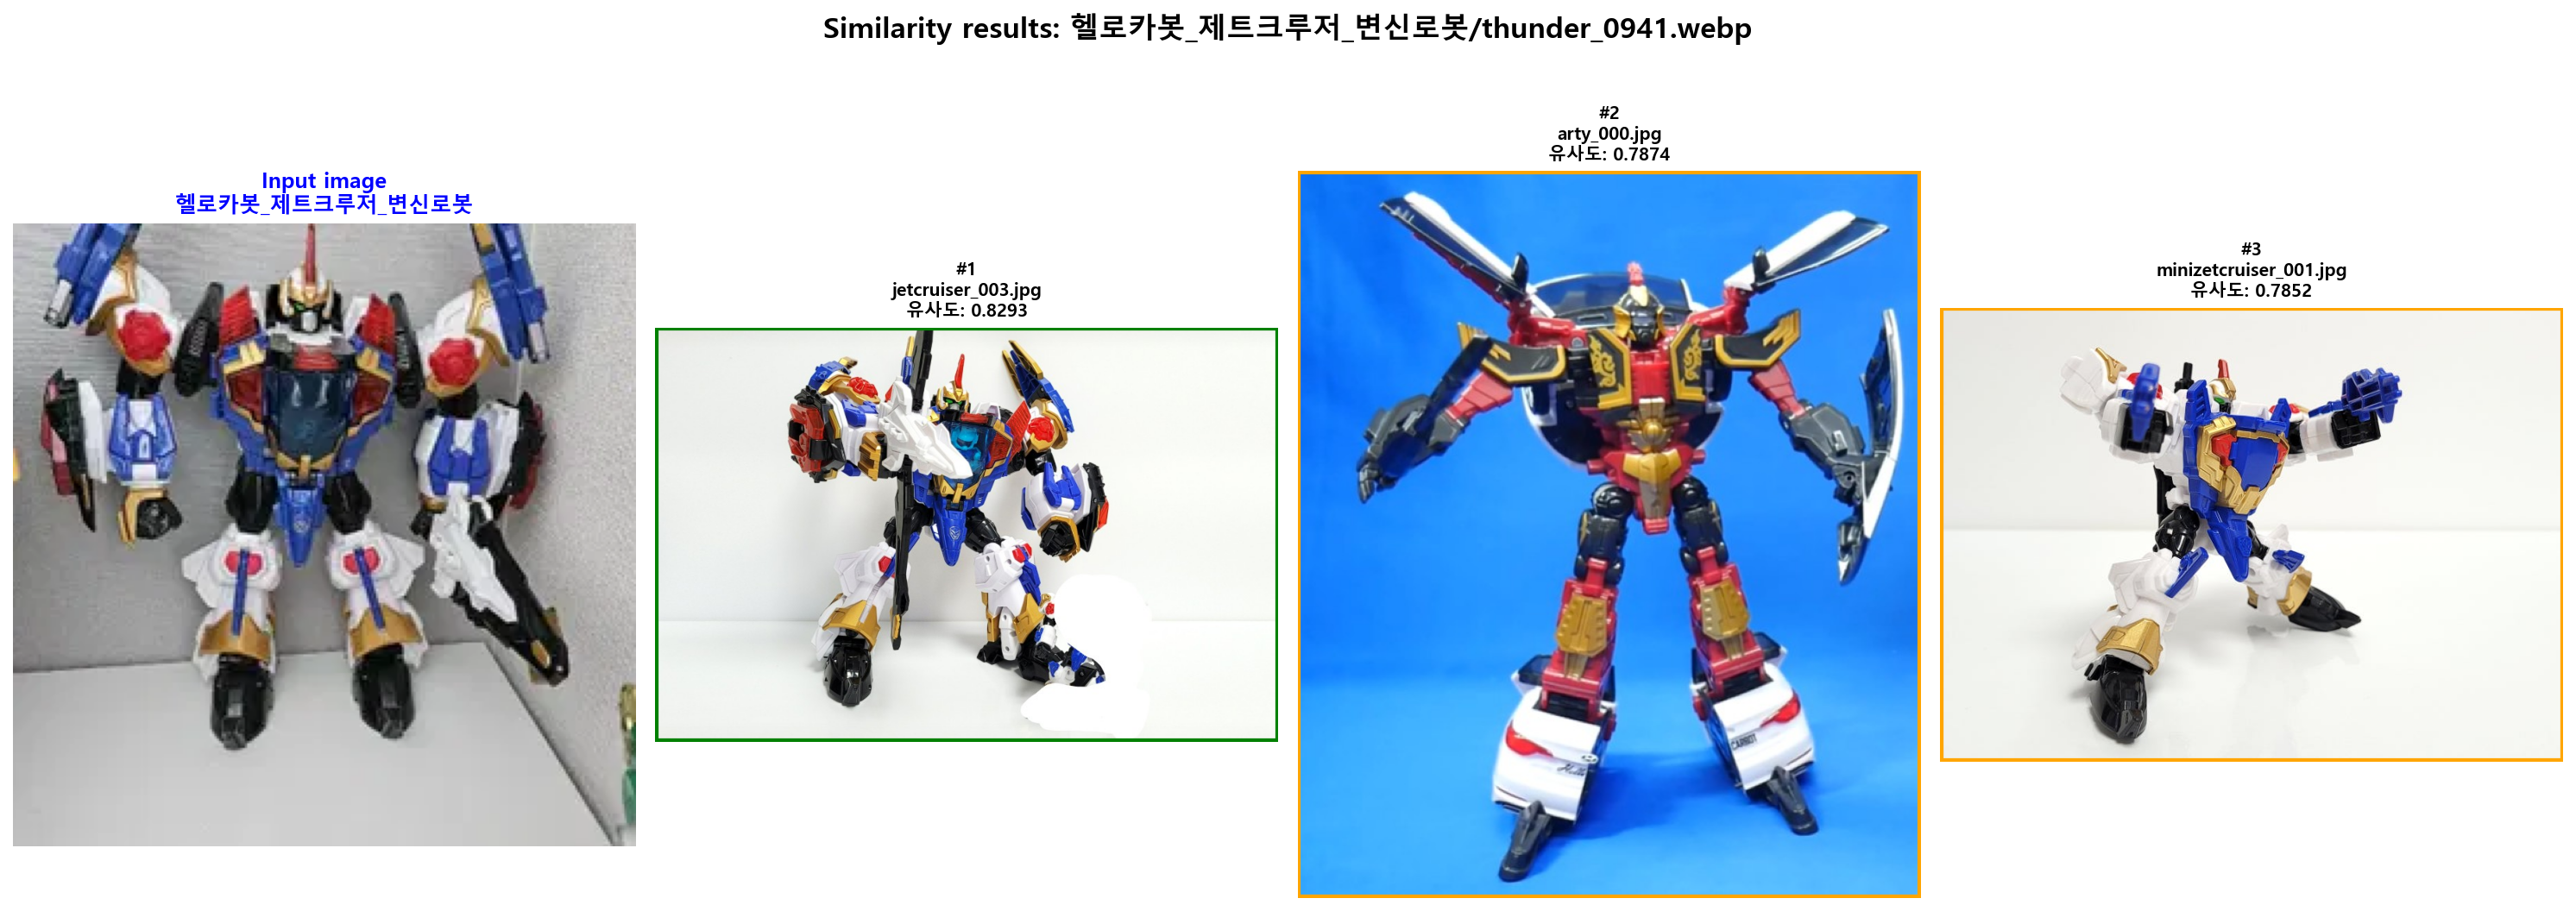 Similarity results: 헬로카봇_제트크루저_변신로봇/thunder_0941.webp
Input image
헬로카봇_제트크루저_변신로봇
#1
jetcruiser_003.jpg
유사도: 0.8293
#2
arty_000.jpg
유사도: 0.7874
#3
minizetcruiser_001.jpg
유사도: 0.7852
CARBOT